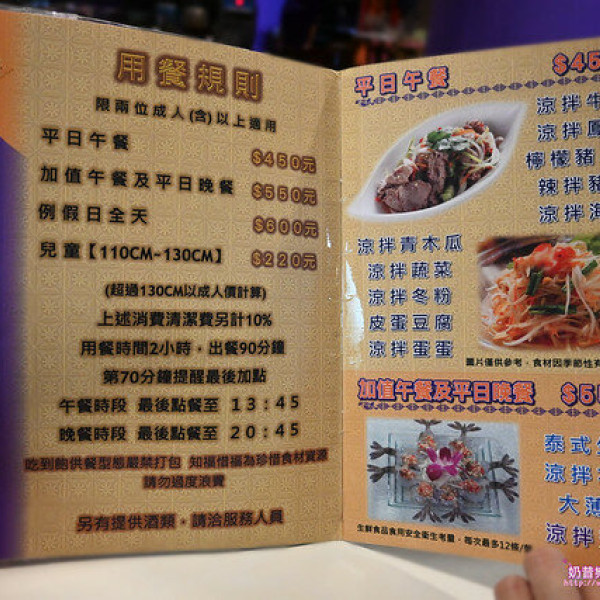 用餐規則
限兩位成人(含)以上適用
平日午餐 $450元
加值午餐及平日晚餐 $550元
例假日全天 $600元
兒童【110CM~130CM】 $220元
(超過130CM以成人價計算)
上述消費清潔費另計10%
用餐時間2小時，出餐90分鐘
第70分鐘提醒最後加點
午餐時段 最後點餐至 13:45
晚餐時段 最後點餐至 20:45
吃到飽供餐型態嚴禁打包 知福惜福為珍惜食材資源
請勿過度浪費
另有提供酒類，請洽服務人員
平日午餐 $45
涼拌牛
涼拌鳳
檸檬豬
辣拌豬
涼拌海
涼拌青木瓜
涼拌蔬菜
涼拌冬粉
皮蛋豆腐
涼拌蛋蛋
圖片僅供參考，食材因季節性有
加值午餐及平日晚餐 $5
泰式生
涼拌
大薄
涼拌
生鮮食品食用安全衛生考量，每次最多12條/
奶昔